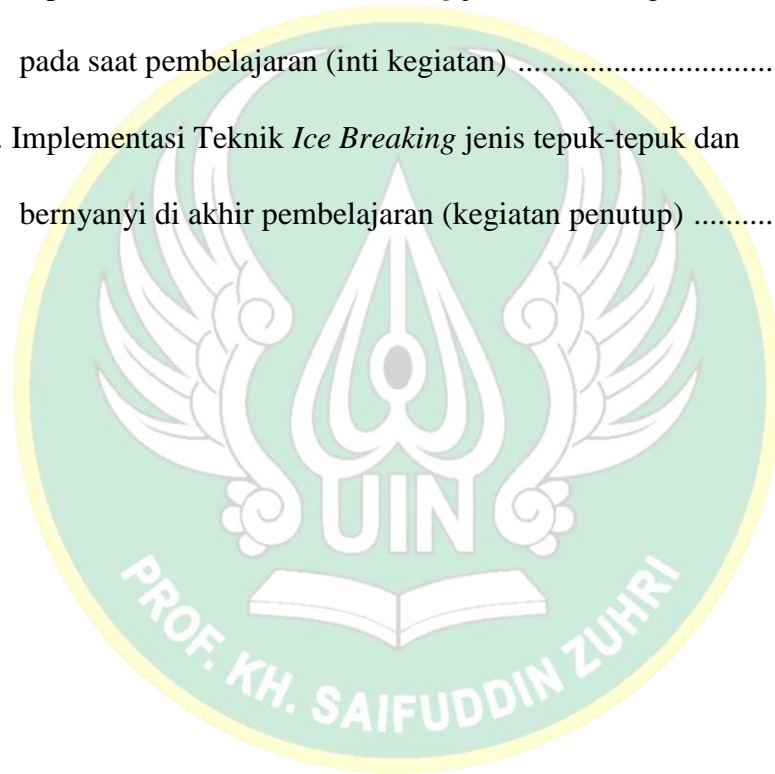 pada saat pembelajaran (inti kegiatan) ................................
Implementasi Teknik Ice Breaking jenis tepuk-tepuk dan
bernyanyi di akhir pembelajaran (kegiatan penutup) ..........
UIN
PROF. KH. SAIFUDDIN ZUHRI